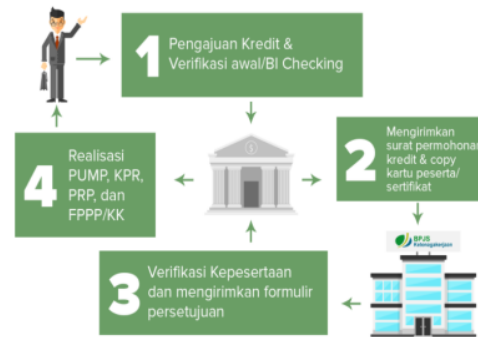 1
Pengajuan Kredit &
Verifikasi awal/BI Checking
2
Mengirimkan
surat permohonan
kredit & copy
kartu peserta/
sertifikat
BPJS
Ketenagakerjaan
3
Verifikasi Kepesertaan
dan mengirimkan formulir
persetujuan
4
Realisasi
PUMP, KPR,
PRP, dan
FPPP/KK